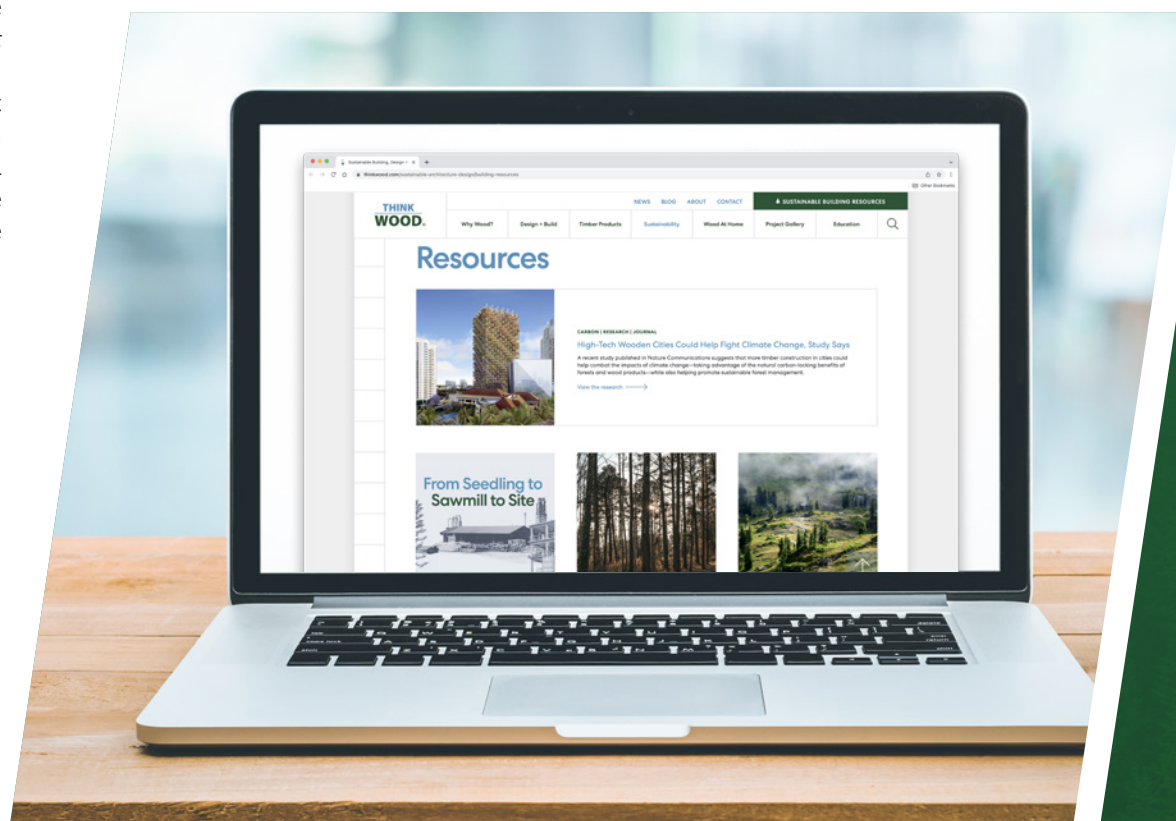 Sustainable Building, Design +
thinkwood.com/sustainable-architecture-design/building-resources
Other Bookmarks
THINK
WOOD
NEWS BLOG ABOUT CONTACT
SUSTAINABLE BUILDING RESOURCES
Why Wood? Design + Build Timber Products Sustainability Wood At Home Project Gallery Education
Resources
CARBON | RESEARCH | JOURNAL
High-Tech Wooden Cities Could Help Fight Climate Change, Study Says
A recent study published in Nature Communications suggests that more timber construction in cities could
help combat the impacts of climate change—taking advantage of the natural carbon-locking benefits of
forests and wood products—while also helping promote sustainable forest management.
View the research
From Seedling to
Sawmill to Site